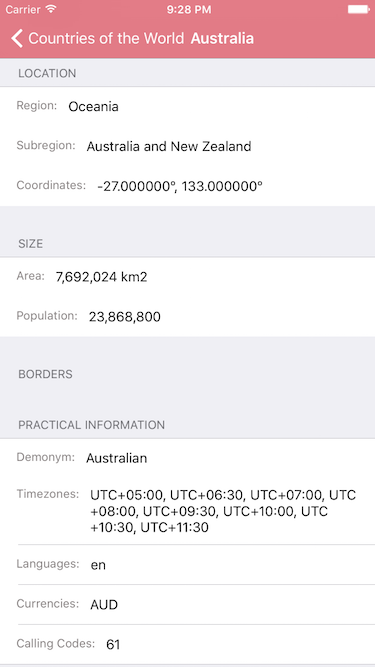 Carrier 9:28 PM
Countries of the World Australia
LOCATION
Region: Oceania
Subregion: Australia and New Zealand
Coordinates: -27.000000°, 133.000000°
SIZE
Area: 7,692,024 km2
Population: 23,868,800
BORDERS
PRACTICAL INFORMATION
Demonym: Australian
Timezones: UTC+05:00, UTC+06:30, UTC+07:00, UTC
+08:00, UTC+09:30, UTC+10:00, UTC
+10:30, UTC+11:30
Languages: en
Currencies: AUD
Calling Codes: 61